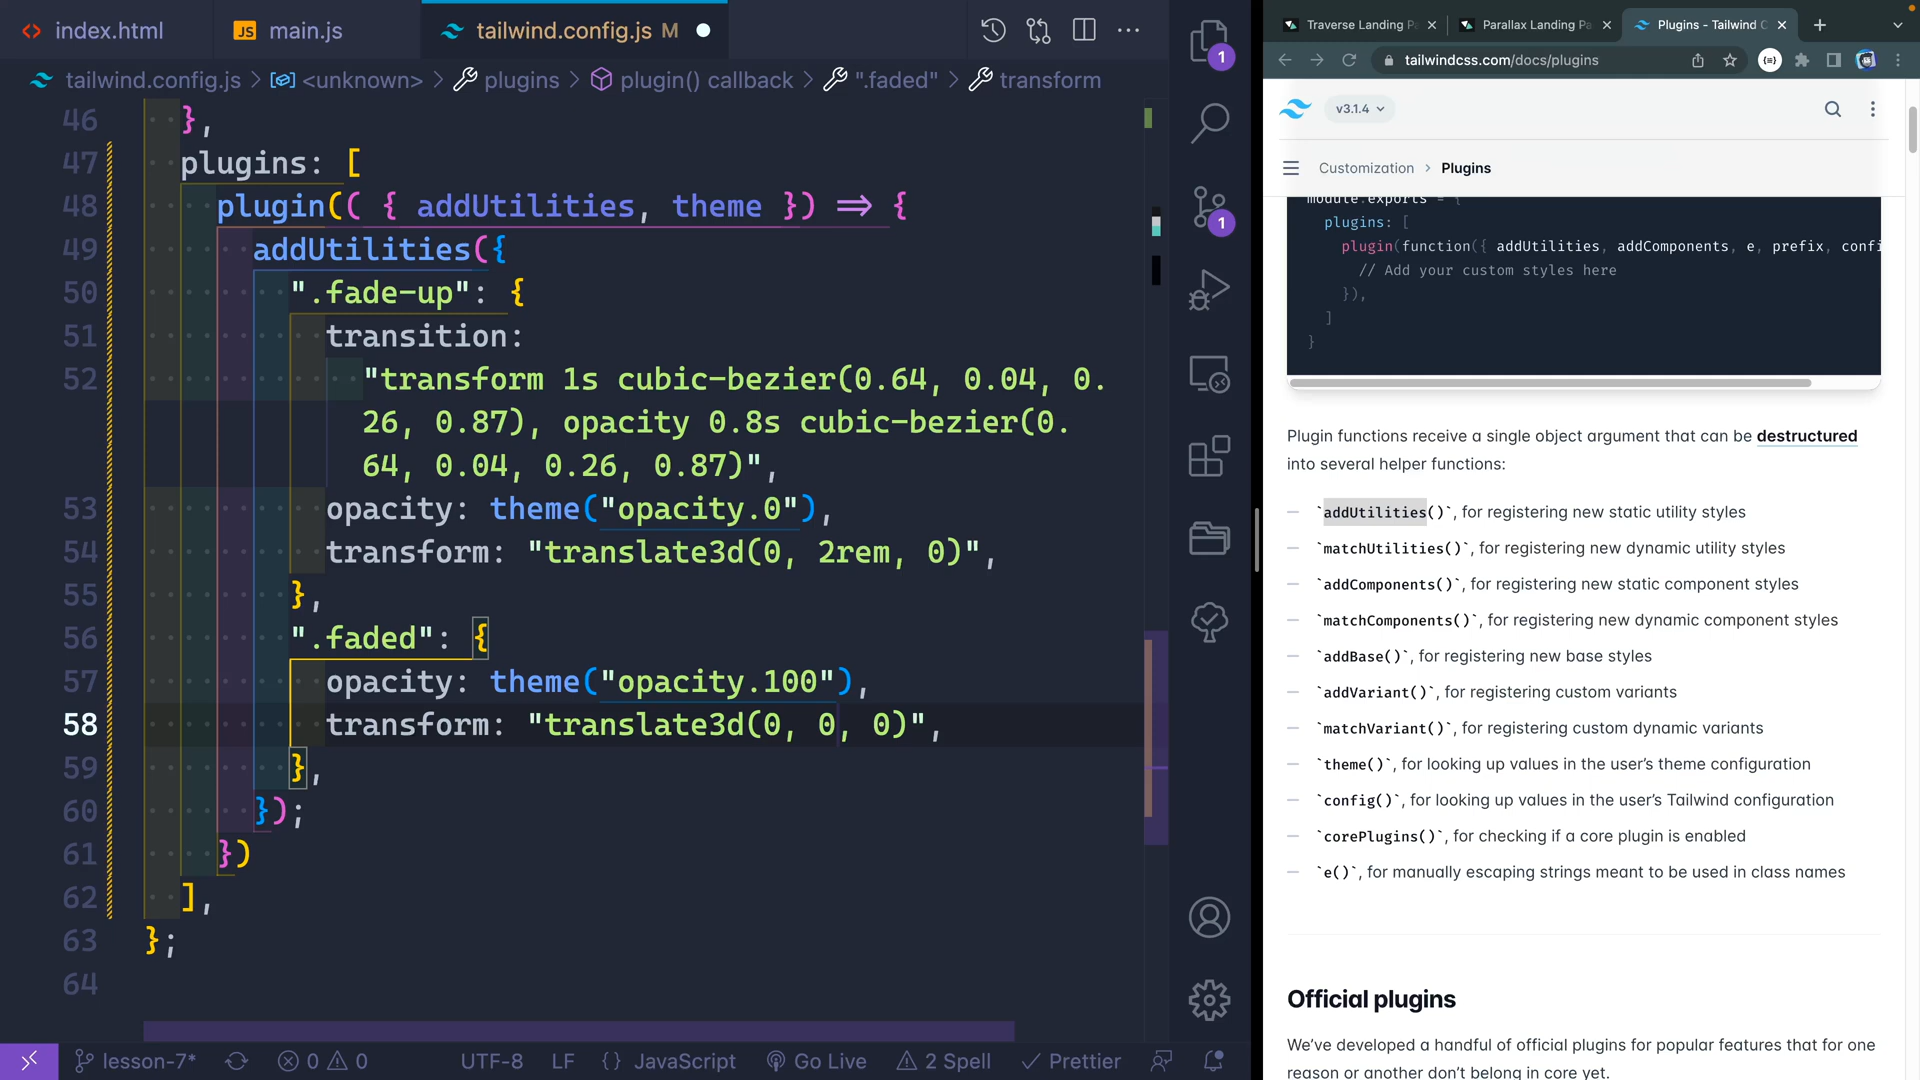 index.html
JS main.js
tailwind.config.js M
tailwind.config.js > <unknown> > plugins > plugin() callback > ".faded" > transform
46 },
47 plugins: [
48 plugin(( { addUtilities, theme }) => {
49 addUtilities({
50 ".fade-up": {
51 transition:
52 "transform 1s cubic-bezier(0.64, 0.04, 0.
26, 0.87), opacity 0.8s cubic-bezier(0.
64, 0.04, 0.26, 0.87)",
53 opacity: theme("opacity.0"),
54 transform: "translate3d(0, 2rem, 0)",
55 },
56 ".faded": {
57 opacity: theme("opacity.100"),
58 transform: "translate3d(0, 0, 0)",
59 },
60 });
61 })
62 ],
63 };
64
lesson-7* 0 0 UTF-8 LF {} JavaScript Go Live 2 Spell Prettier
1
1
Traverse Landing Pa
Parallax Landing Pa
Plugins - Tailwind C
tailwindcss.com/docs/plugins
v3.1.4
Customization > Plugins
module.exports = {
plugins: [
plugin(function({ addUtilities, addComponents, e, prefix, confi
// Add your custom styles here
}),
]
}
Plugin functions receive a single object argument that can be destructured
into several helper functions:
— `addUtilities()`, for registering new static utility styles
— `matchUtilities()`, for registering new dynamic utility styles
— `addComponents()`, for registering new static component styles
— `matchComponents()`, for registering new dynamic component styles
— `addBase()`, for registering new base styles
— `addVariant()`, for registering custom variants
— `matchVariant()`, for registering custom dynamic variants
— `theme()`, for looking up values in the user’s theme configuration
— `config()`, for looking up values in the user’s Tailwind configuration
— `corePlugins()`, for checking if a core plugin is enabled
— `e()`, for manually escaping strings meant to be used in class names
Official plugins
We’ve developed a handful of official plugins for popular features that for one
reason or another don’t belong in core yet.